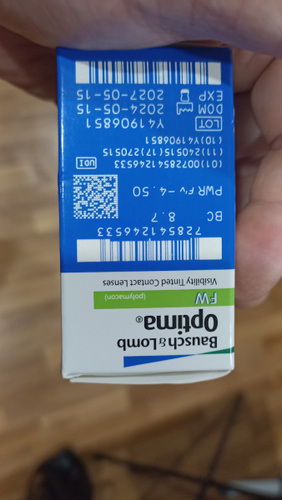 Bausch & Lomb
Optima®
FW (polymacon)
Visibility Tinted Contact Lenses
728541246533
BC 8.7
PWR FV -4.50
UDI
(01)00728541246533
(11)240515(17)270515
(10)Y41906851
LOT Y41906851
DOM 2024-05-15
EXP 2027-05-15